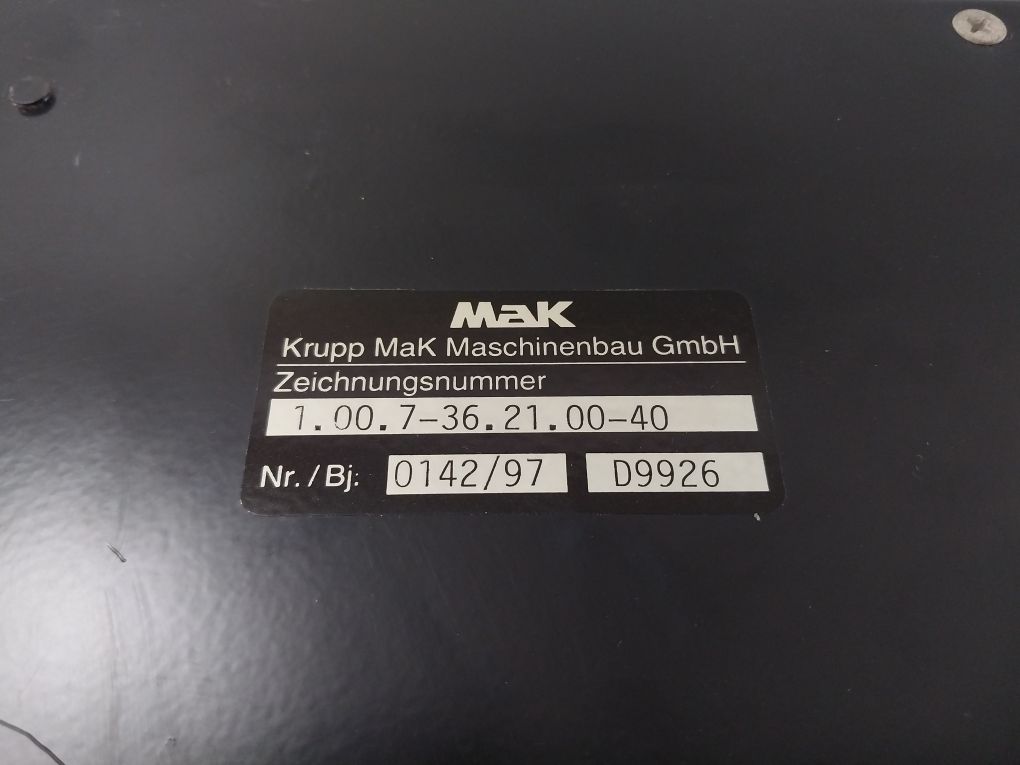 MaK
Krupp MaK Maschinenbau GmbH
Zeichnungsnummer
1.00.7-36.21.00-40
Nr./Bj: 0142/97 D9926